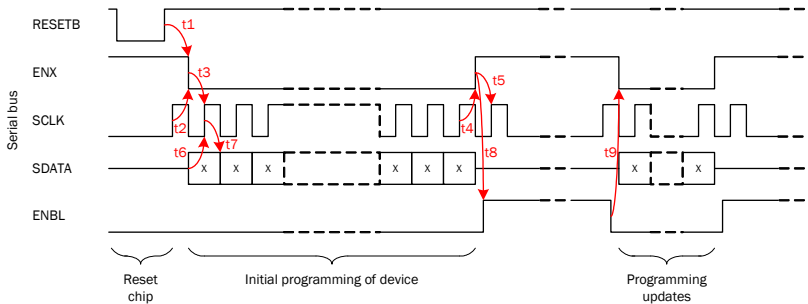 RESETB
t1
ENX
t3
t5
Serial bus
SCLK
t2
t4
t6
t7
t8
t9
SDATA
X X X X X X X X
ENBL
Reset
chip
Initial programming of device
Programming
updates